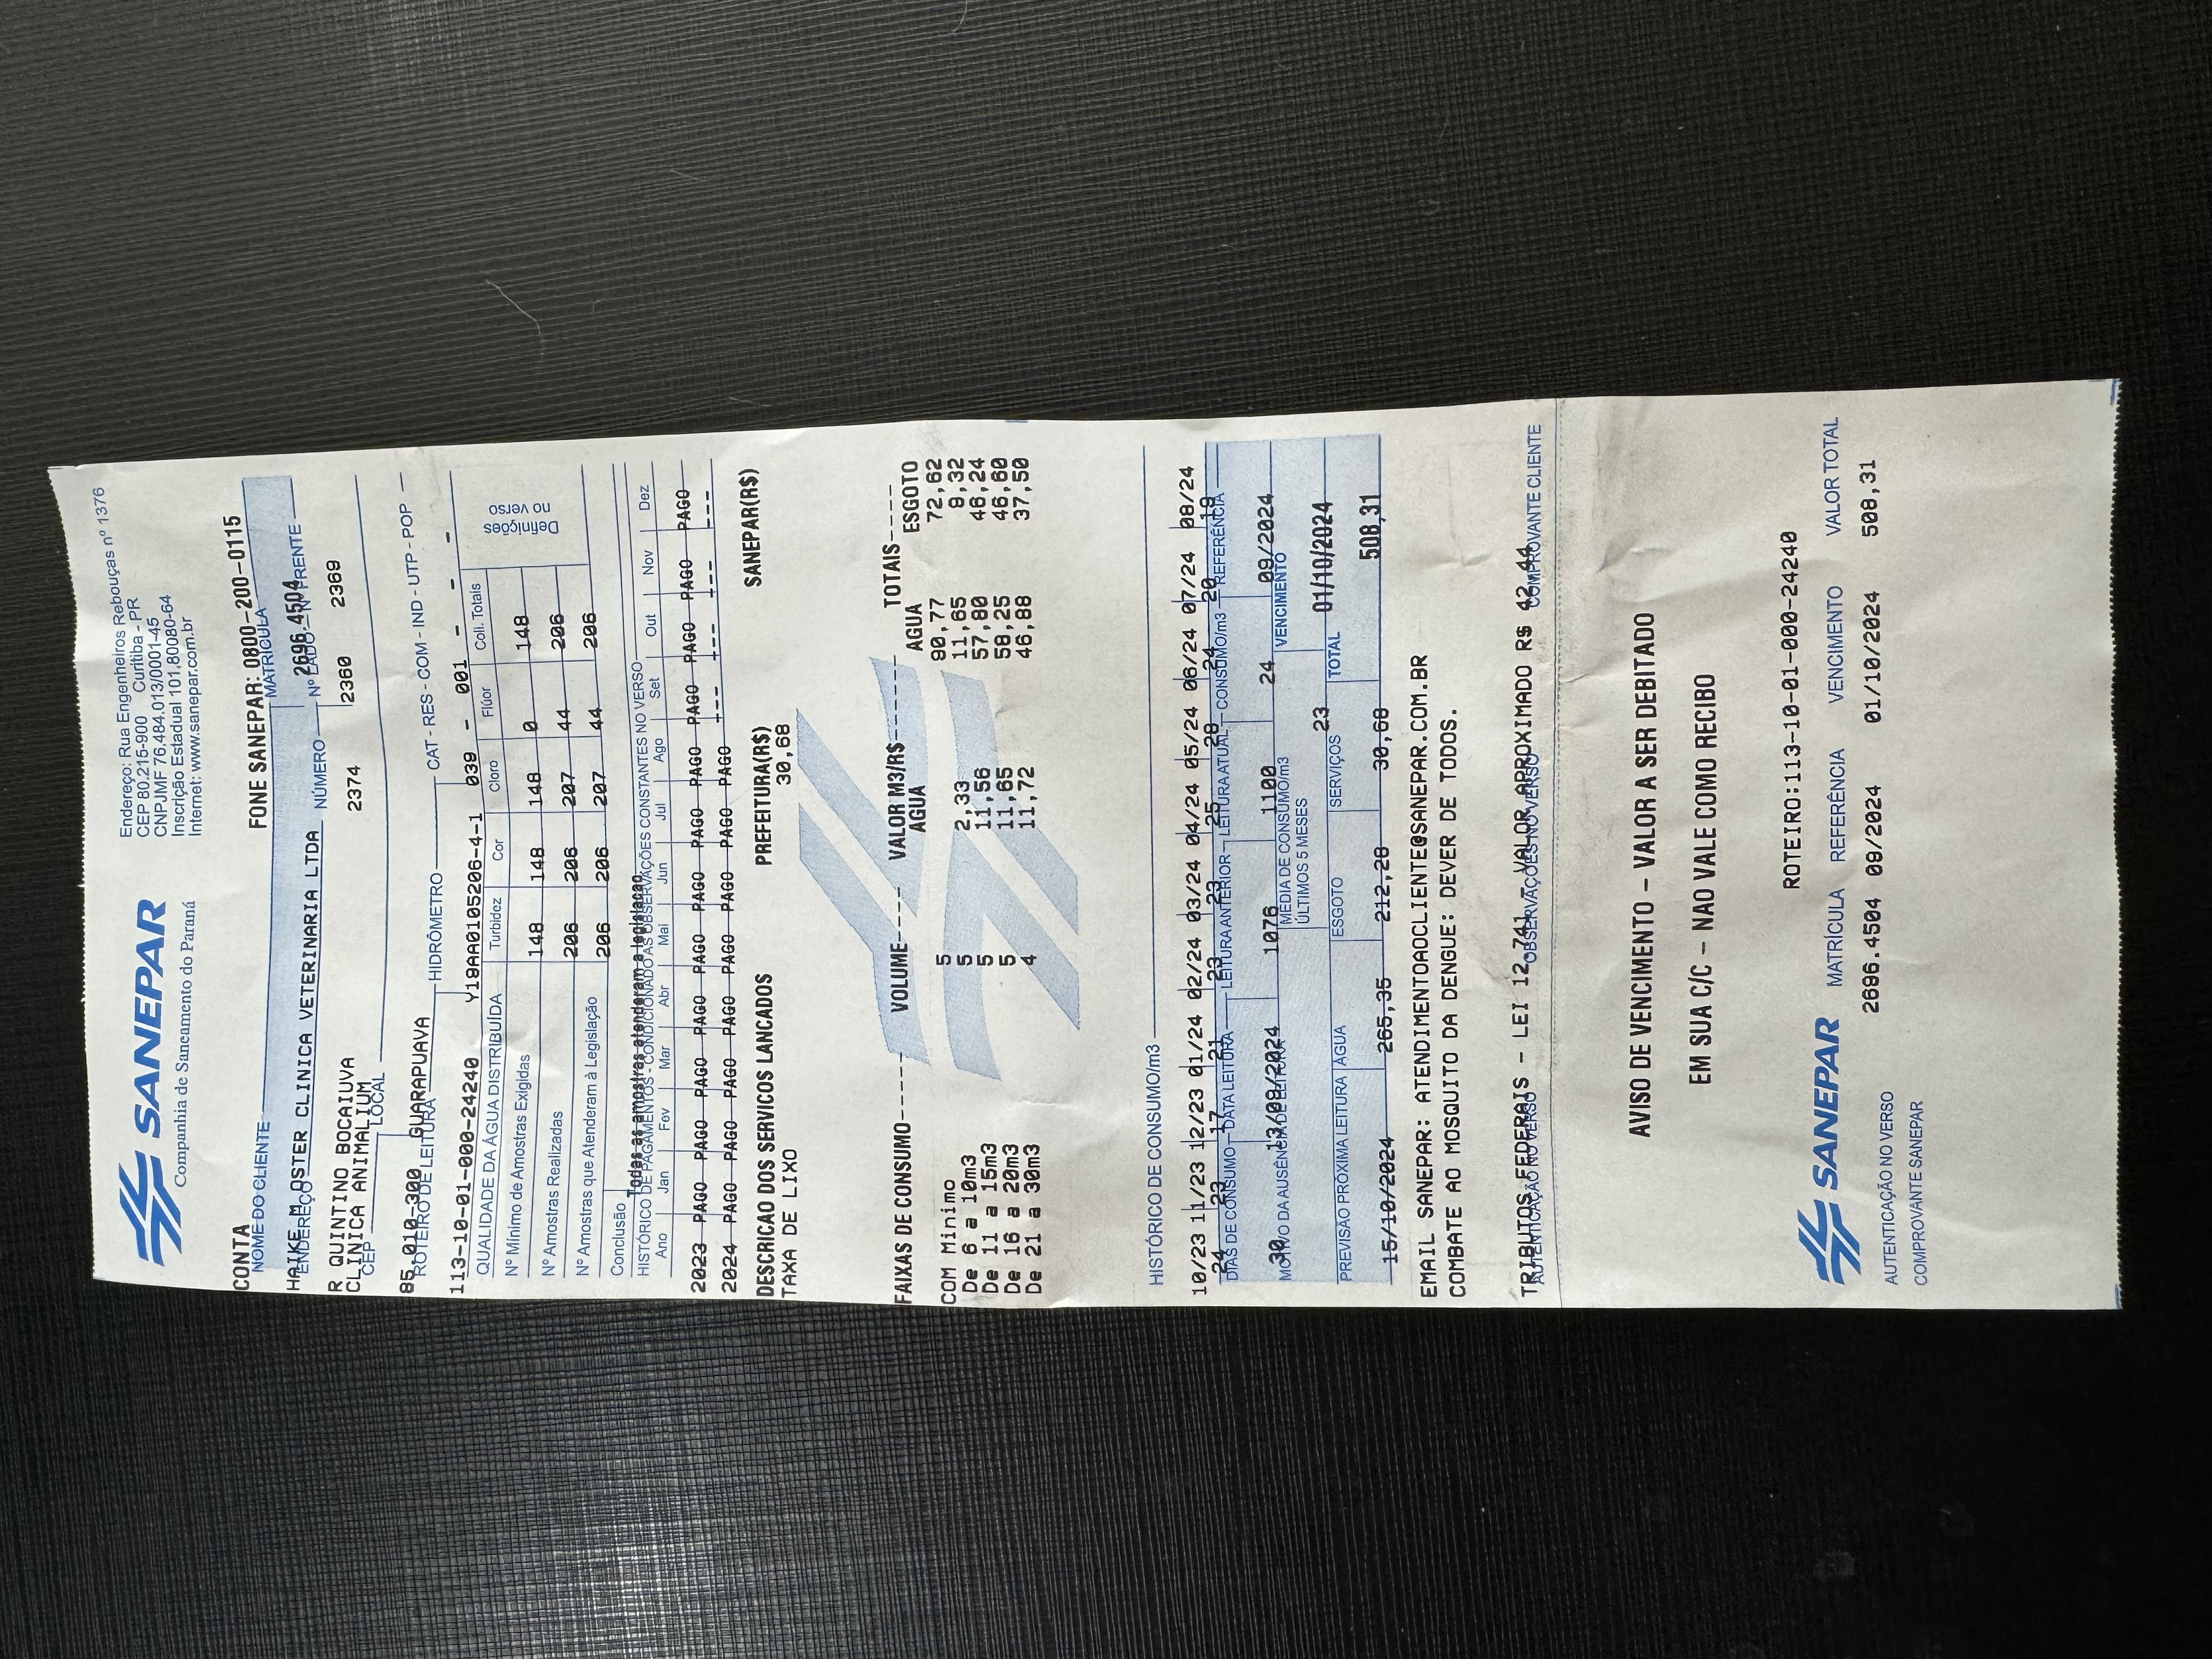 SANEPAR
Companhia de Saneamento do Paraná
Endereço: Rua Engenheiros Rebouças nº 1376
CEP 80.215-900 Curitiba - PR
CNPJMF 76.484.013/0001-45
Inscrição Estadual 101.80080-64
Internet: www.sanepar.com.br
CONTA FONE SANEPAR: 0800-200-0115
NOME DO CLIENTE MATRÍCULA
HAIKE M OSTER CLINICA VETERINARIA LTDA 2696.4504
ENDEREÇO NÚMERO Nº LADO - Nº FRENTE
R QUINTINO BOCAIUVA 2374 2360 2369
CLINICA ANIMALIUM
CEP LOCAL
85.010-300 GUARAPUAVA
ROTEIRO DE LEITURA HIDRÔMETRO CAT - RES - COM - IND - UTP - POP
113-10-01-000-24240 Y19AA0105206-4-1 039 - 001 - - -
QUALIDADE DA ÁGUA DISTRIBUÍDA Turbidez Cor Cloro Flúor Coli. Totais
Nº Mínimo de Amostras Exigidas 148 148 148 0 148
Nº Amostras Realizadas 206 206 207 44 206
Nº Amostras que Atenderam à Legislação 206 206 207 44 206
Definições no verso
Conclusão Todas as amostras atenderam a legislacao
HISTÓRICO DE PAGAMENTOS - CONDICIONADO AS OBSERVAÇÕES CONSTANTES NO VERSO
Ano Jan Fev Mar Abr Mai Jun Jul Ago Set Out Nov Dez
2023 PAGO PAGO PAGO PAGO PAGO PAGO PAGO PAGO PAGO PAGO PAGO PAGO
2024 PAGO PAGO PAGO PAGO PAGO PAGO PAGO PAGO --- --- --- ---
DESCRICAO DOS SERVICOS LANCADOS PREFEITURA(R$) SANEPAR(R$)
TAXA DE LIXO 30,68
FAIXAS DE CONSUMO-----VOLUME----- VALOR M3/R$------ TOTAIS-----
AGUA AGUA ESGOTO
COM Minimo 5 90,77 72,62
De 6 a 10m3 5 2,33 11,65 9,32
De 11 a 15m3 5 11,56 57,80 46,24
De 16 a 20m3 5 11,65 58,25 46,60
De 21 a 30m3 4 11,72 46,88 37,50
HISTÓRICO DE CONSUMO/m3
10/23 11/23 12/23 01/24 02/24 03/24 04/24 05/24 06/24 07/24 08/24
24 23 17 21 23 23 25 28 24 20 19
DIAS DE CONSUMO DATA LEITURA LEITURA ANTERIOR LEITURA ATUAL CONSUMO/m3 REFERÊNCIA
30 13/09/2024 1076 1100 24 09/2024
MOTIVO DA AUSÊNCIA DE LEITURA MÉDIA DE CONSUMO/m3 ÚLTIMOS 5 MESES VENCIMENTO
23 01/10/2024
PREVISÃO PROXIMA LEITURA ÁGUA ESGOTO SERVIÇOS TOTAL
15/10/2024 265,35 212,28 30,68 508,31
EMAIL SANEPAR: ATENDIMENTOAOCLIENTE@SANEPAR.COM.BR
COMBATE AO MOSQUITO DA DENGUE: DEVER DE TODOS.
TRIBUTOS FEDERAIS - LEI 12.741 VALOR APROXIMADO R$ 42,44
AUTENTICAÇÃO NO VERSO OBSERVAÇÕES NO VERSO COMPROVANTE CLIENTE
AVISO DE VENCIMENTO - VALOR A SER DEBITADO
EM SUA C/C - NAO VALE COMO RECIBO
ROTEIRO:113-10-01-000-24240
SANEPAR MATRÍCULA REFERÊNCIA VENCIMENTO VALOR TOTAL
2696.4504 09/2024 01/10/2024 508,31
AUTENTICAÇÃO NO VERSO
COMPROVANTE SANEPAR